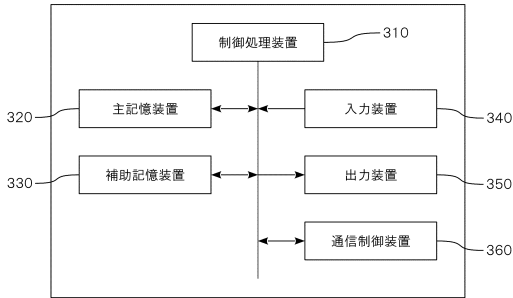 制御処理装置 310
320 主記憶装置 入力装置 340
330 補助記憶装置 出力装置 350
通信制御装置 360